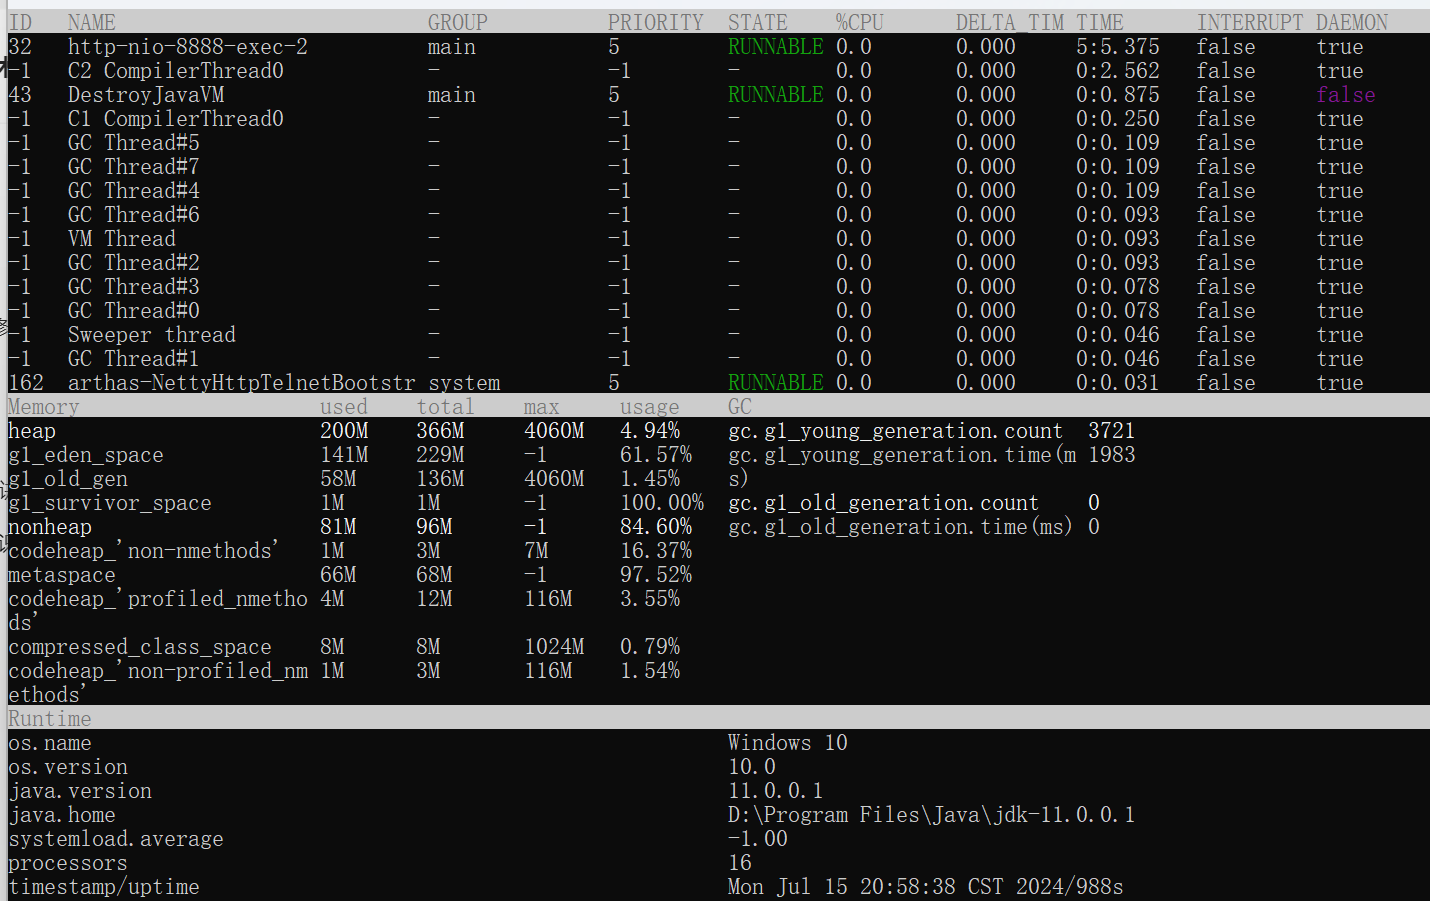 ID NAME GROUP PRIORITY STATE %CPU DELTA_TIM TIME INTERRUPT DAEMON
32 http-nio-8888-exec-2 main 5 RUNNABLE 0.0 0.000 5:5.375 false true
-1 C2 CompilerThread0 - -1 - 0.0 0.000 0:2.562 false true
43 DestroyJavaVM main 5 RUNNABLE 0.0 0.000 0:0.875 false false
-1 C1 CompilerThread0 - -1 - 0.0 0.000 0:0.250 false true
-1 GC Thread#5 - -1 - 0.0 0.000 0:0.109 false true
-1 GC Thread#7 - -1 - 0.0 0.000 0:0.109 false true
-1 GC Thread#4 - -1 - 0.0 0.000 0:0.109 false true
-1 GC Thread#6 - -1 - 0.0 0.000 0:0.093 false true
-1 VM Thread - -1 - 0.0 0.000 0:0.093 false true
-1 GC Thread#2 - -1 - 0.0 0.000 0:0.093 false true
-1 GC Thread#3 - -1 - 0.0 0.000 0:0.078 false true
-1 GC Thread#0 - -1 - 0.0 0.000 0:0.078 false true
-1 Sweeper thread - -1 - 0.0 0.000 0:0.046 false true
-1 GC Thread#1 - -1 - 0.0 0.000 0:0.046 false true
162 arthas-NettyHttpTelnetBootstr system 5 RUNNABLE 0.0 0.000 0:0.031 false true
Memory used total max usage GC
heap 200M 366M 4060M 4.94% gc.g1_young_generation.count 3721
g1_eden_space 141M 229M -1 61.57% gc.g1_young_generation.time(m 1983
g1_old_gen 58M 136M 4060M 1.45% s)
g1_survivor_space 1M 1M -1 100.00% gc.g1_old_generation.count 0
nonheap 81M 96M -1 84.60% gc.g1_old_generation.time(ms) 0
codeheap_'non-nmethods' 1M 3M 7M 16.37%
metaspace 66M 68M -1 97.52%
codeheap_'profiled_nmetho 4M 12M 116M 3.55%
ds'
compressed_class_space 8M 8M 1024M 0.79%
codeheap_'non-profiled_nm 1M 3M 116M 1.54%
ethods'
Runtime
os.name Windows 10
os.version 10.0
java.version 11.0.0.1
java.home D:\Program Files\Java\jdk-11.0.0.1
systemload.average -1.00
processors 16
timestamp/uptime Mon Jul 15 20:58:38 CST 2024/988s